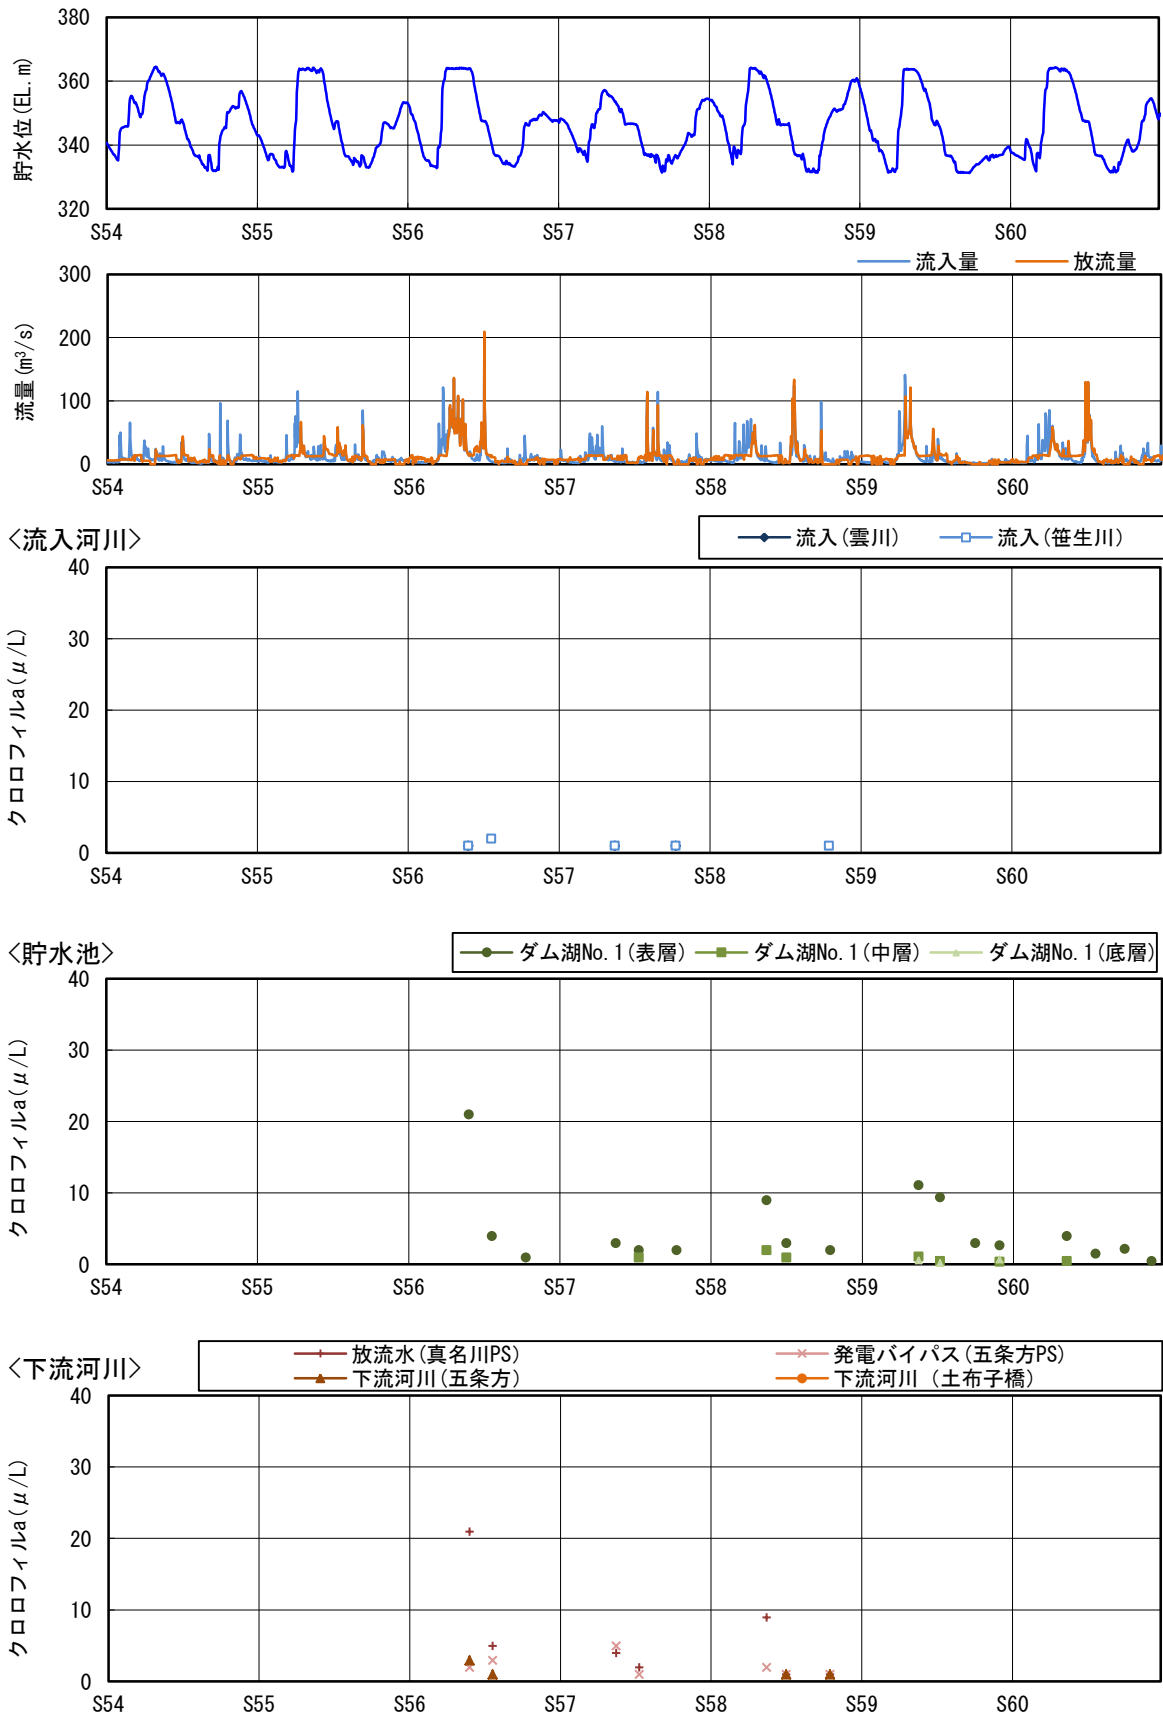 380
360
340
320
貯水位(EL.m)
S54 S55 S56 S57 S58 S59 S60
流入量 放流量
300
200
100
0
流量(m³/s)
S54 S55 S56 S57 S58 S59 S60
<流入河川>
流入(雲川) 流入(笹生川)
40
30
20
10
0
クロロフィルa(μ/L)
S54 S55 S56 S57 S58 S59 S60
<貯水池>
ダム湖No.1(表層) ダム湖No.1(中層) ダム湖No.1(底層)
40
30
20
10
0
クロロフィルa(μ/L)
S54 S55 S56 S57 S58 S59 S60
<下流河川>
放流水(真名川PS) 発電バイパス(五条方PS)
下流河川(五条方) 下流河川 (土布子橋)
40
30
20
10
0
クロロフィルa(μ/L)
S54 S55 S56 S57 S58 S59 S60